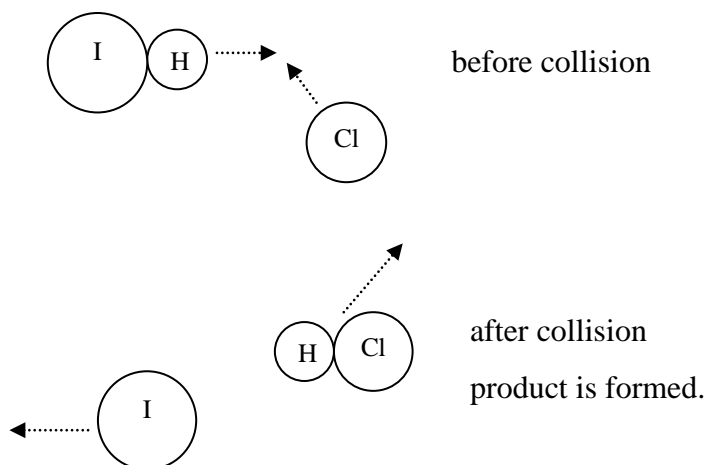 I H
before collision
Cl
H Cl
after collision
product is formed.
I